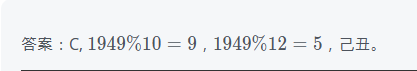 答案：C, 1949%10 = 9，1949%12 = 5，己丑。